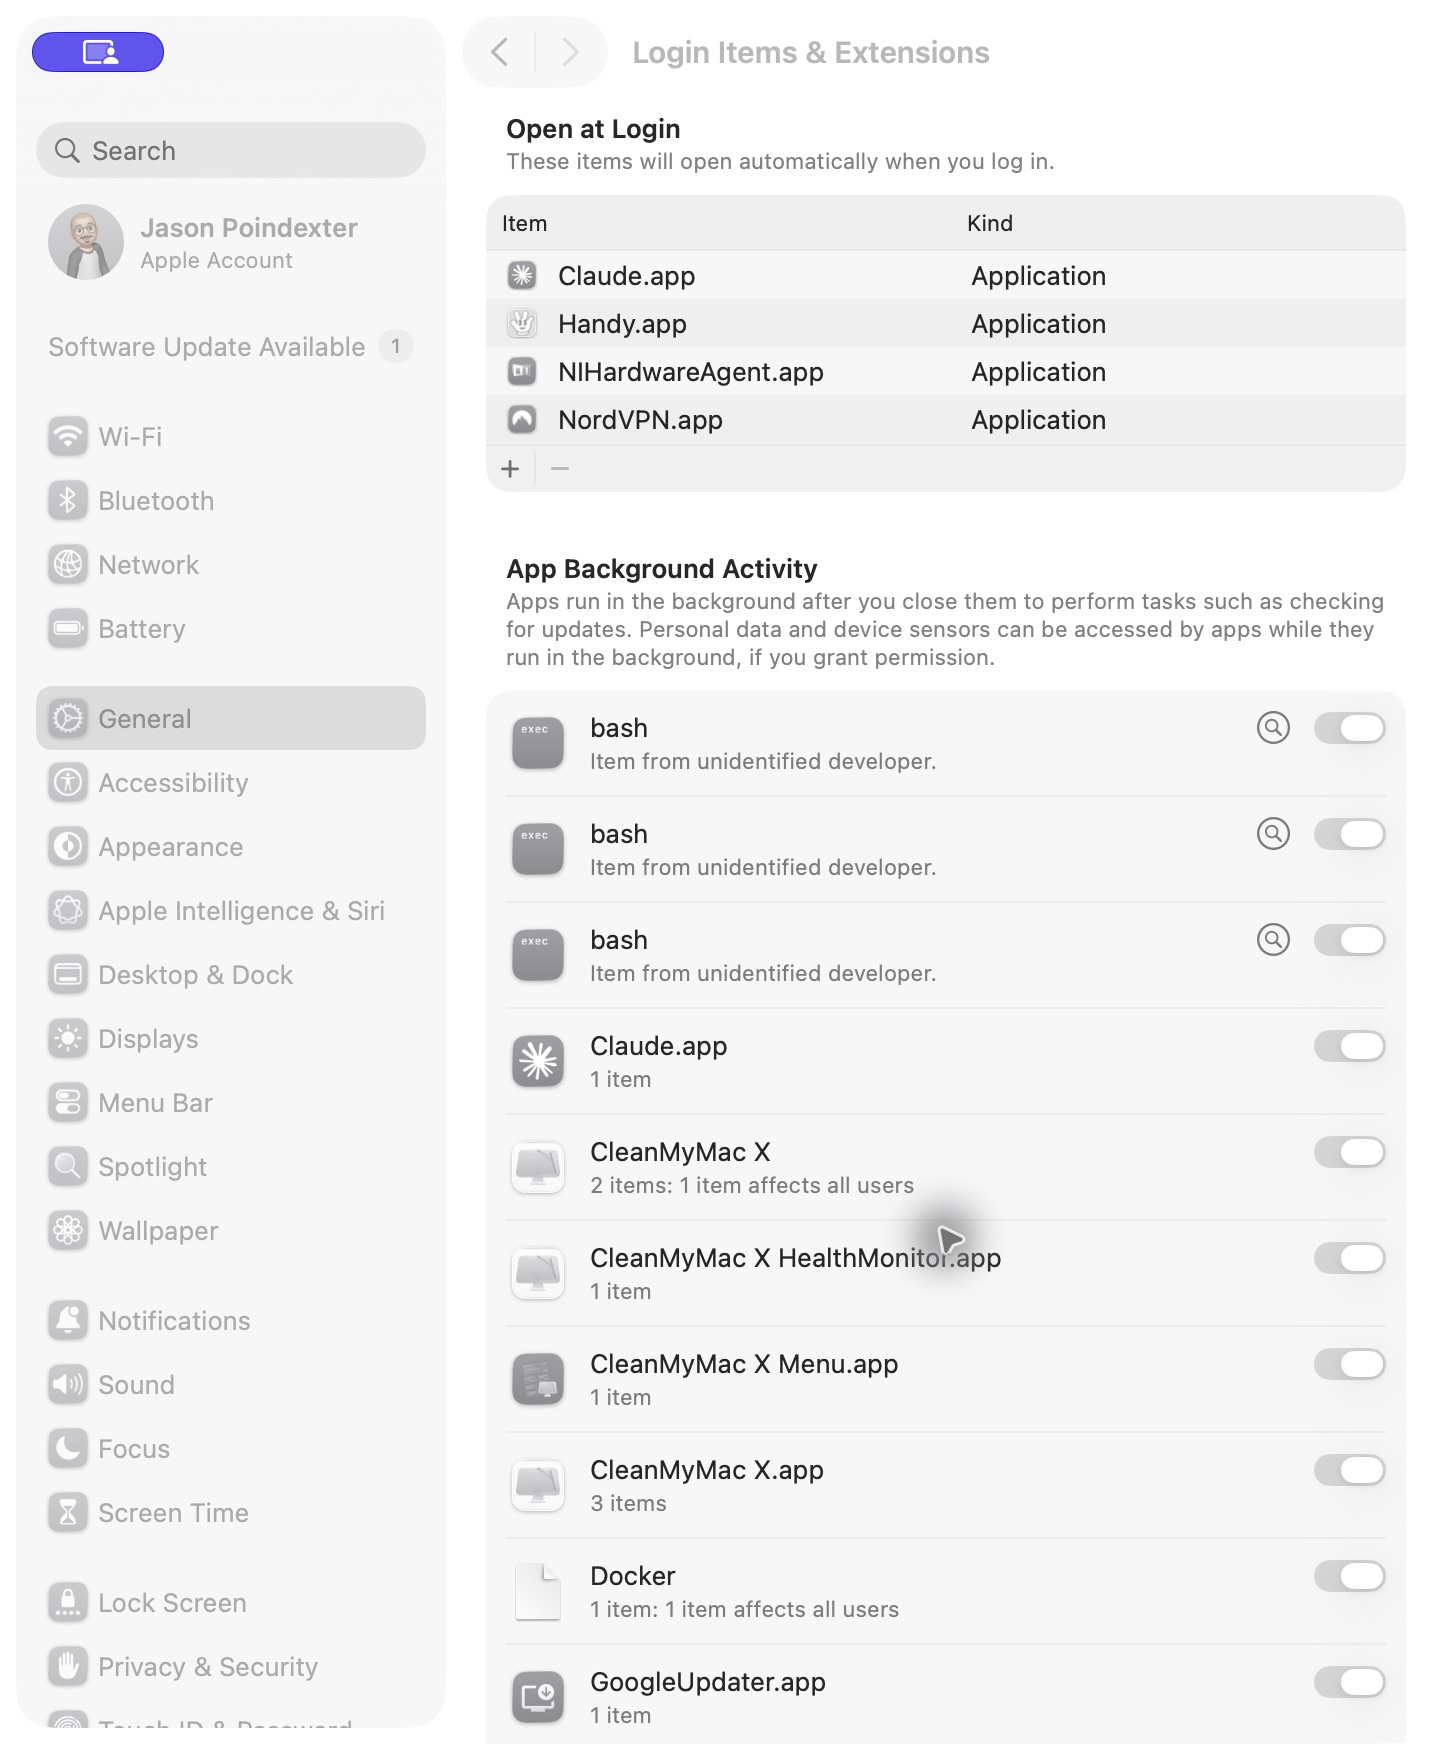 Login Items & Extensions
Search
Jason Poindexter
Apple Account
Software Update Available 1
Wi-Fi
Bluetooth
Network
Battery
General
Accessibility
Appearance
Apple Intelligence & Siri
Desktop & Dock
Displays
Menu Bar
Spotlight
Wallpaper
Notifications
Sound
Focus
Screen Time
Lock Screen
Privacy & Security
Touch ID & Password
Open at Login
These items will open automatically when you log in.
Item Kind
Claude.app Application
Handy.app Application
NIHardwareAgent.app Application
NordVPN.app Application
App Background Activity
Apps run in the background after you close them to perform tasks such as checking
for updates. Personal data and device sensors can be accessed by apps while they
run in the background, if you grant permission.
exec
bash
Item from unidentified developer.
exec
bash
Item from unidentified developer.
exec
bash
Item from unidentified developer.
Claude.app
1 item
CleanMyMac X
2 items: 1 item affects all users
CleanMyMac X HealthMonitor.app
1 item
CleanMyMac X Menu.app
1 item
CleanMyMac X.app
3 items
Docker
1 item: 1 item affects all users
GoogleUpdater.app
1 item